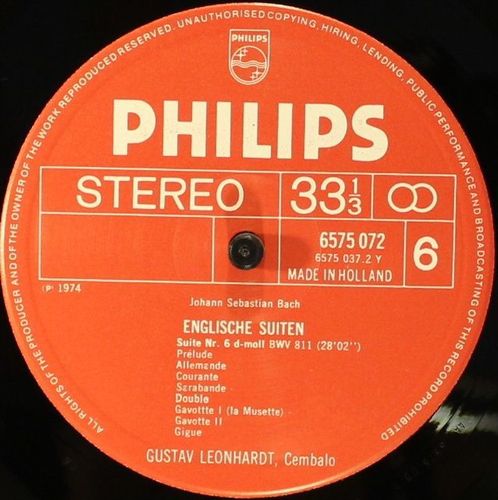 ALL RIGHTS OF THE PRODUCER AND OF THE OWNER OF THE WORK REPRODUCED RESERVED. UNAUTHORISED COPYING, HIRING, LENDING, PUBLIC PERFORMANCE AND BROADCASTING OF THIS RECORD PROHIBITED
PHILIPS
PHILIPS
STEREO 33 1/3
6575 072
6575 037.2 Y
MADE IN HOLLAND
6
(P) 1974
Johann Sebastian Bach
ENGLISCHE SUITEN
Suite Nr. 6 d-moll BWV 811 (28'02'')
Prélude
Allemande
Courante
Sarabande
Double
Gavottte I (la Musette)
Gavotte II
Gigue
GUSTAV LEONHARDT, Cembalo